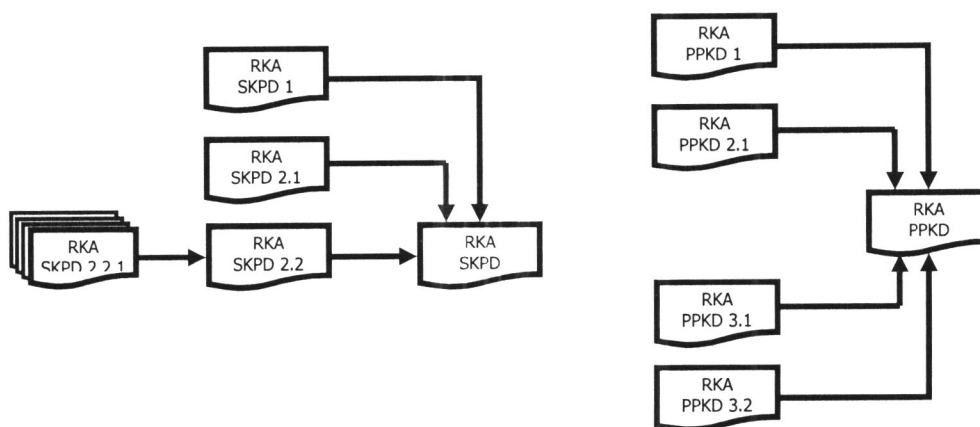 RKA
SKPD 1
RKA
SKPD 2.1
RKA
SKPD 2.2.1
RKA
SKPD 2.2
RKA
SKPD
RKA
PPKD 1
RKA
PPKD 2.1
RKA
PPKD
RKA
PPKD 3.1
RKA
PPKD 3.2